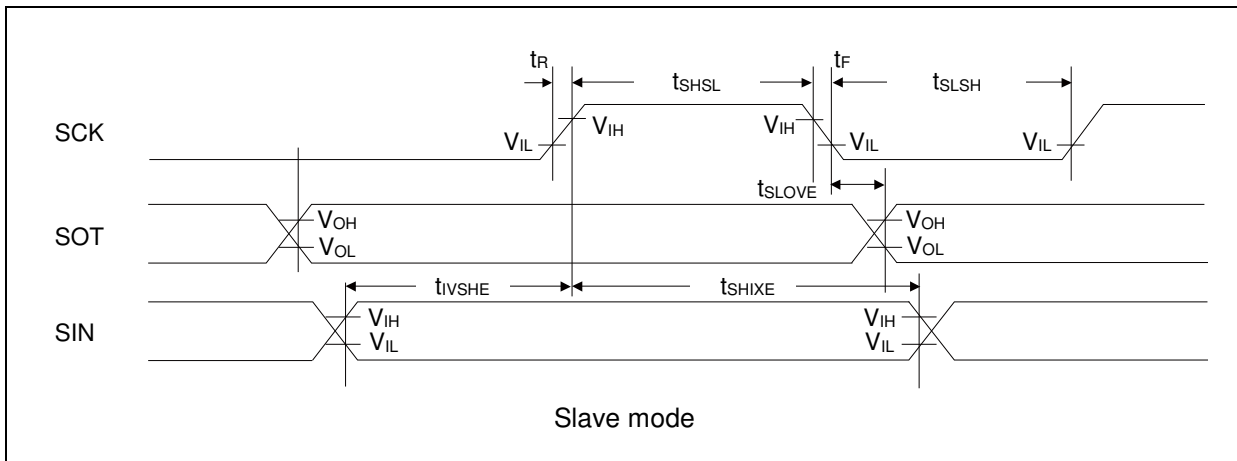 tR tF
tSHSL tSLSH
SCK
VIH VIH
VIL VIL VIL
tSLOVE
VOH VOH
SOT
VOL VOL
tIVSHE tSHIXE
VIH VIH
SIN
VIL VIL
Slave mode